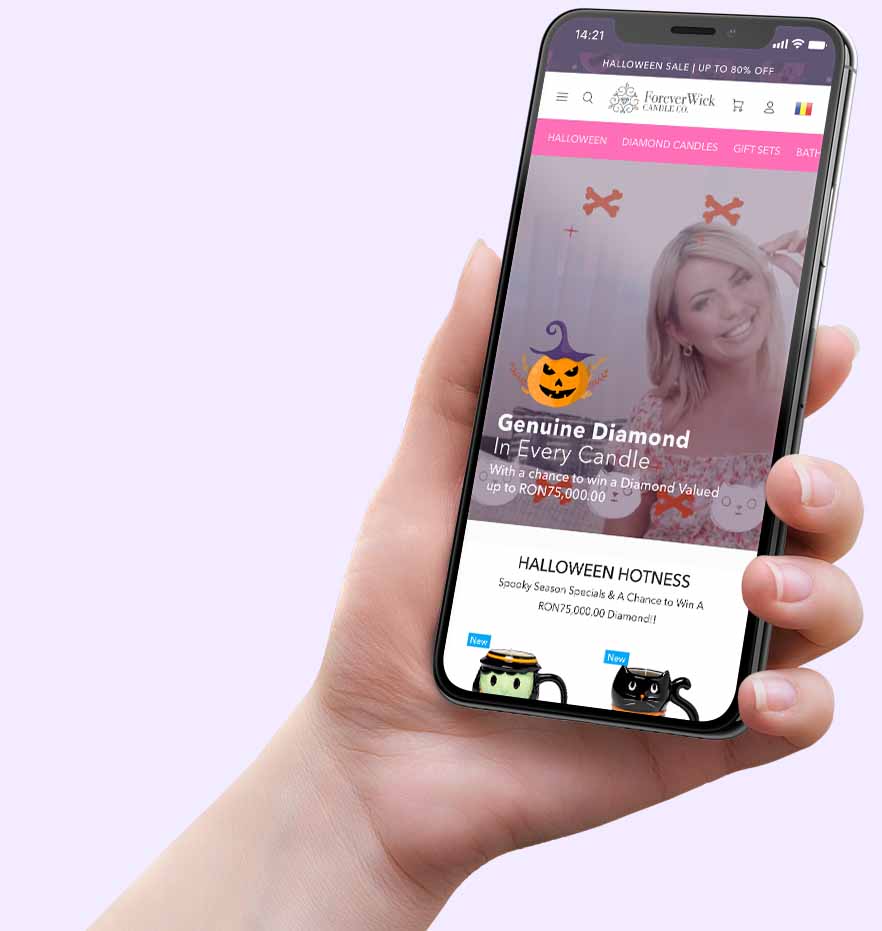 14:21
HALLOWEEN SALE | UP TO 80% OFF
ForeverWick
CANDLE CO.
HALLOWEEN DIAMOND CANDLES GIFT SETS BATH
Genuine Diamond
In Every Candle
With a chance to win a Diamond Valued
up to RON75,000.00
HALLOWEEN HOTNESS
Spooky Season Specials & A Chance to Win A
RON75,000.00 Diamond!!
New
New